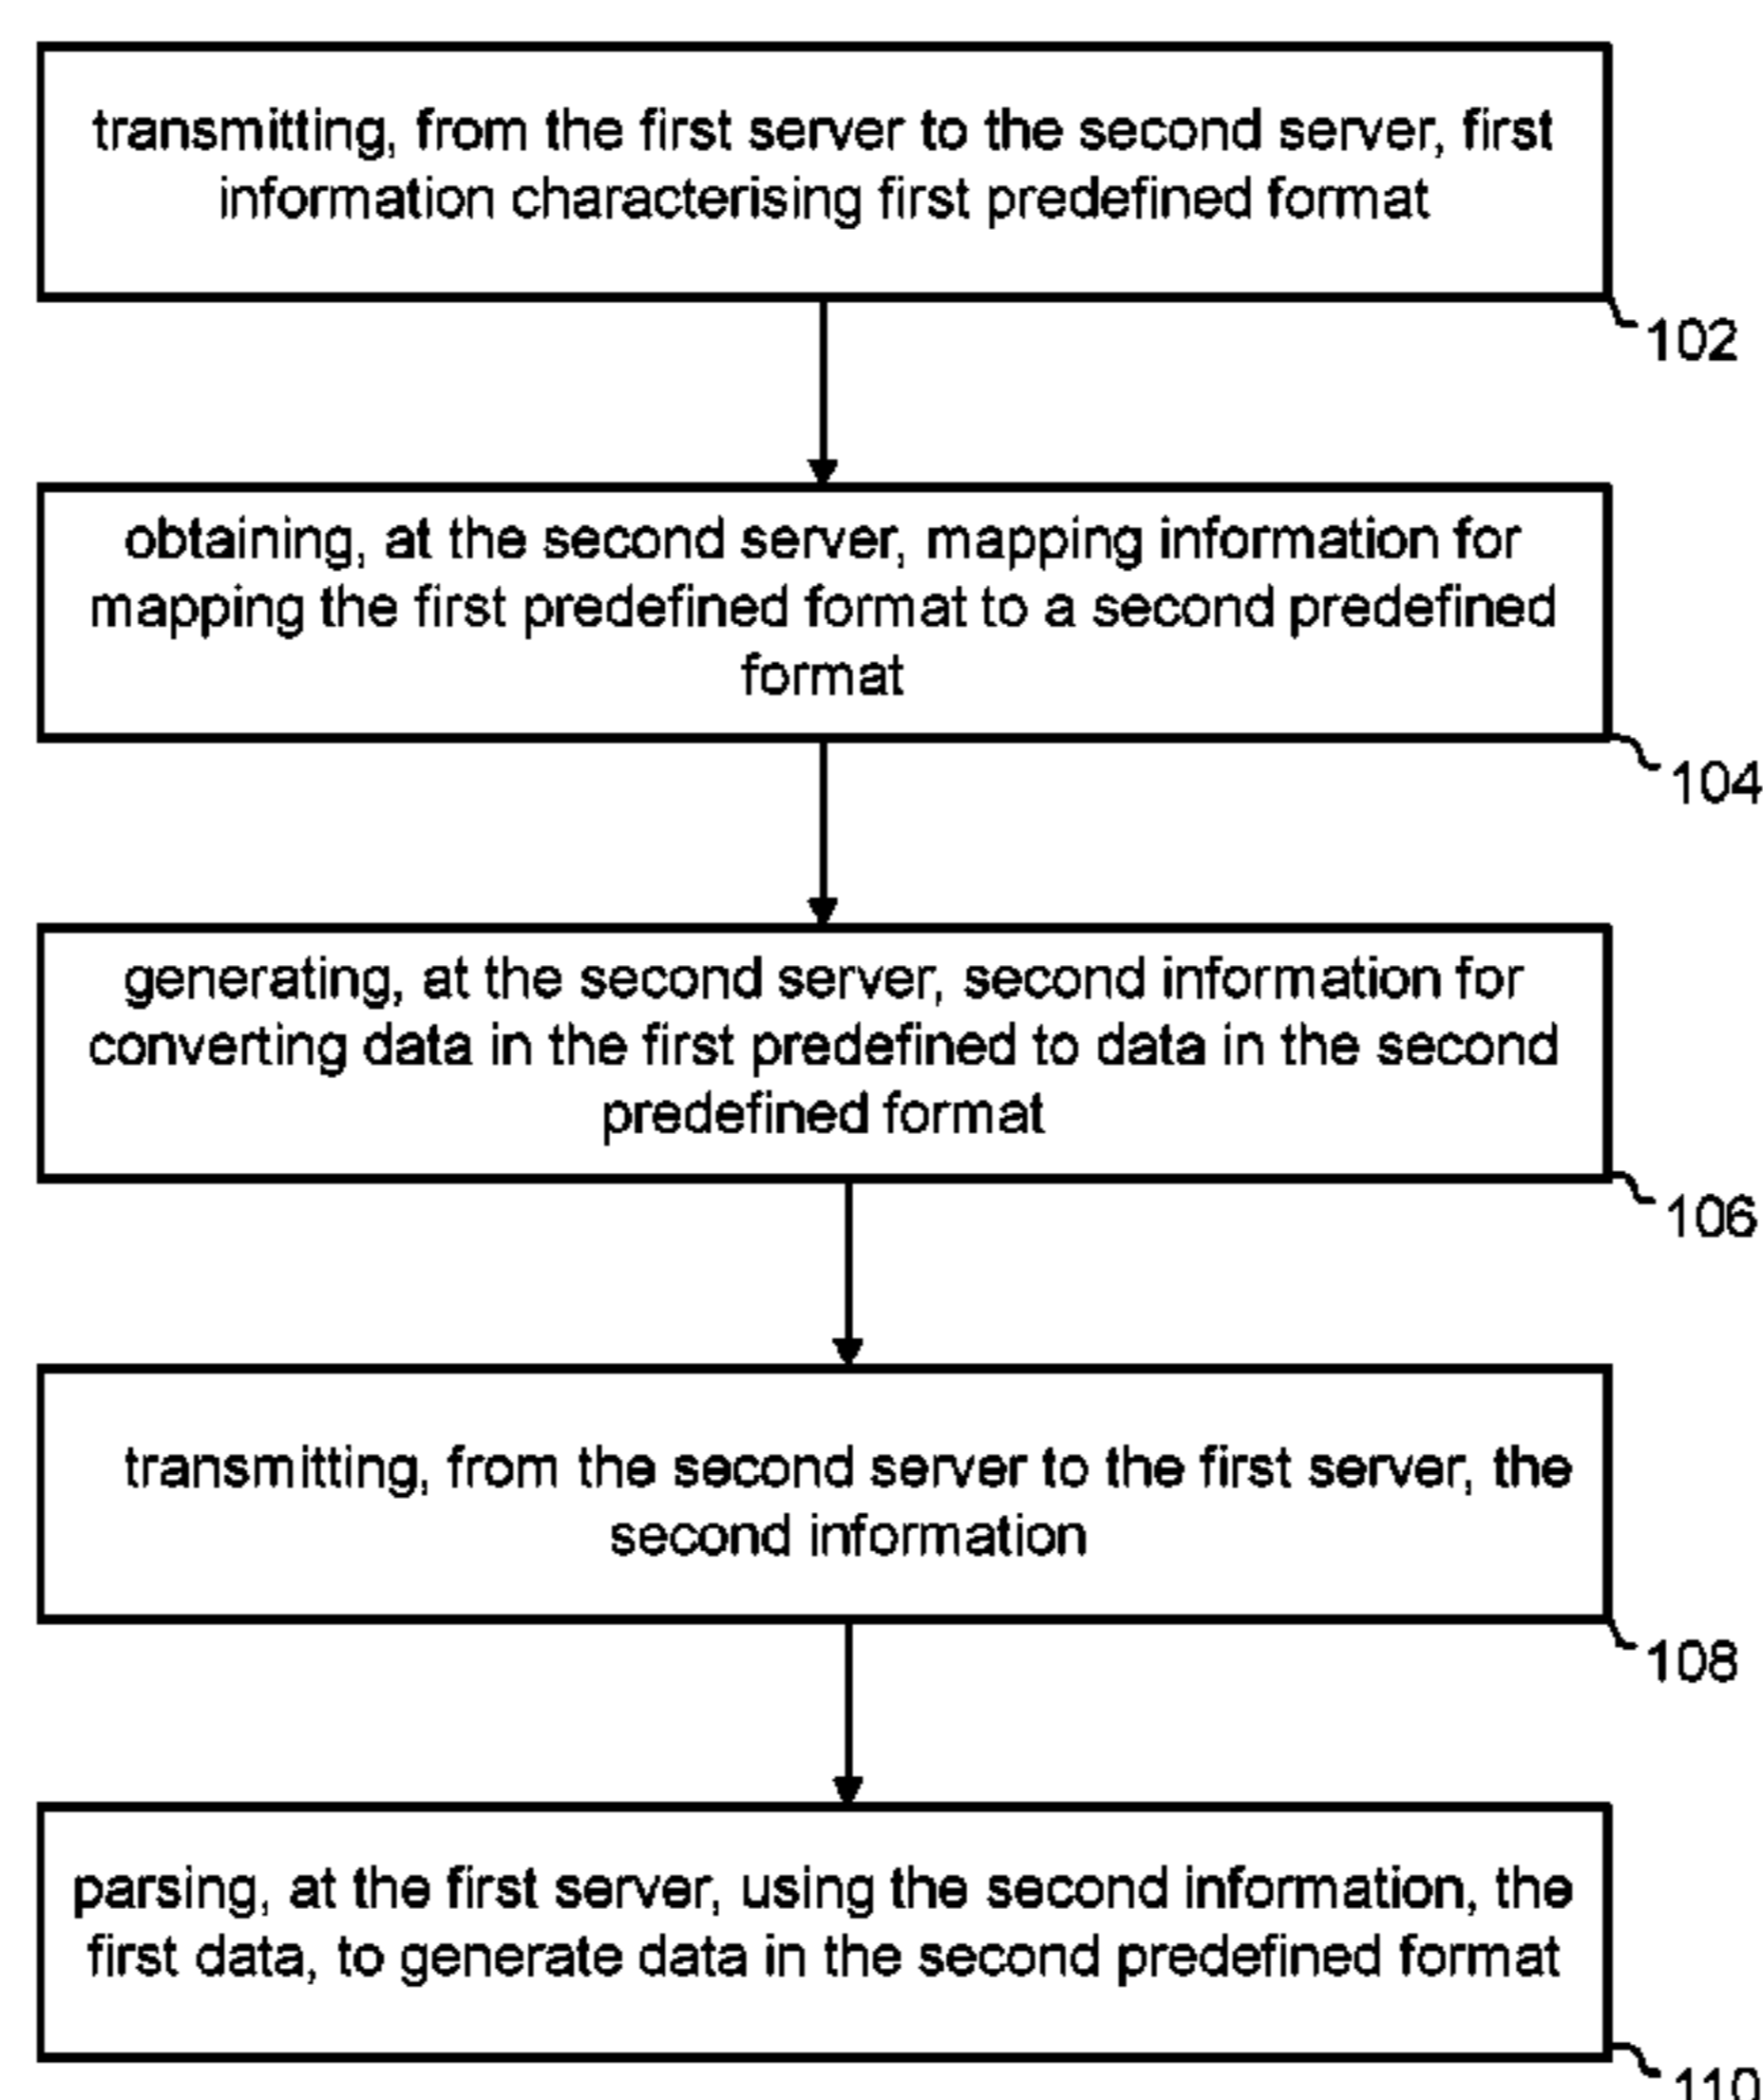 transmitting, from the first server to the second server, first
information characterising first predefined format
102
obtaining, at the second server, mapping information for
mapping the first predefined format to a second predefined
format
104
generating, at the second server, second information for
converting data in the first predefined to data in the second
predefined format
106
transmitting, from the second server to the first server, the
second information
108
parsing, at the first server, using the second information, the
first data, to generate data in the second predefined format
110